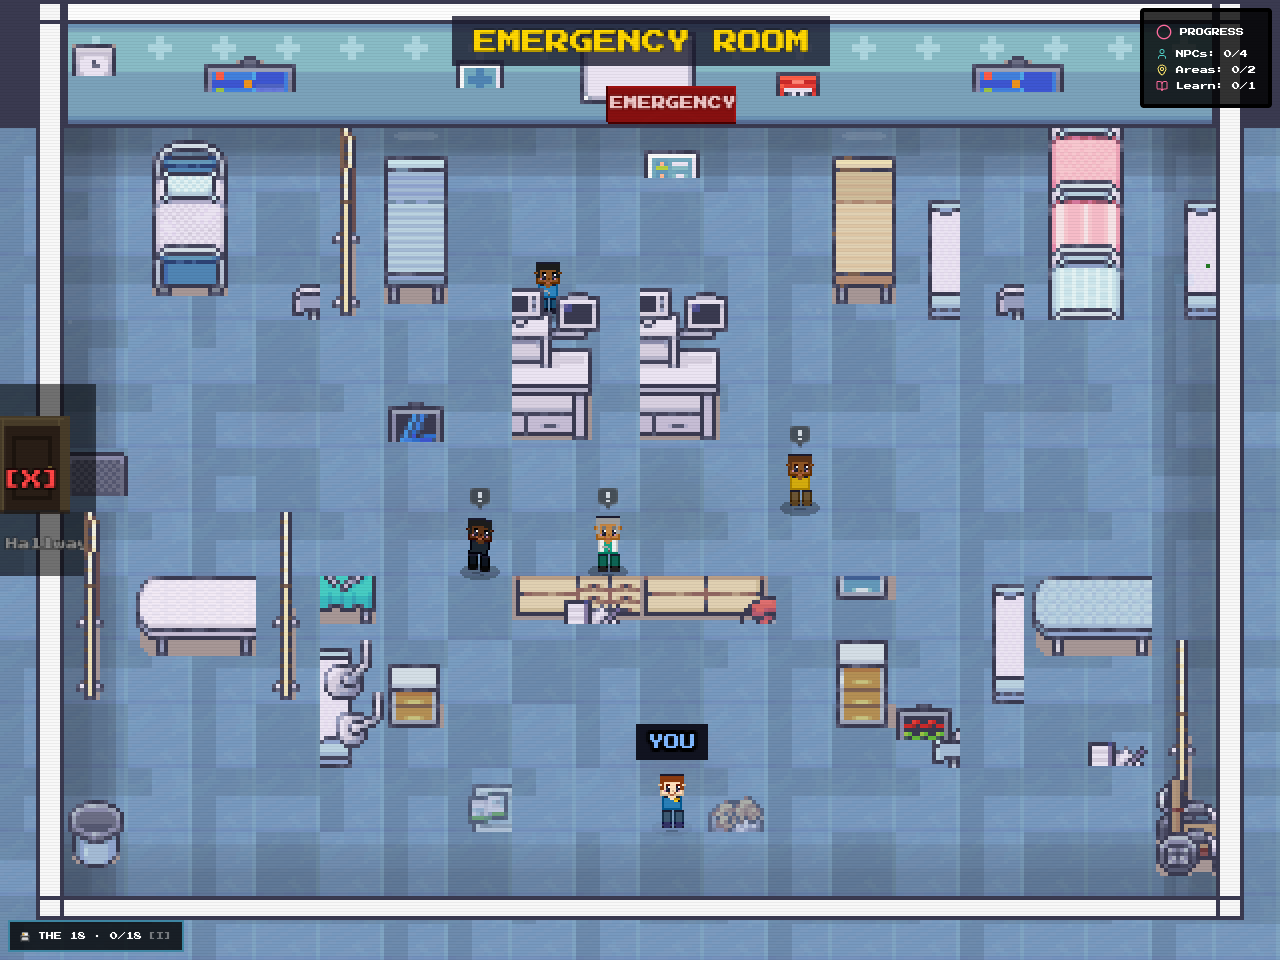 EMERGENCY ROOM
EMERGENCY
PROGRESS
NPCs: 0/4
Areas: 0/2
Learn: 0/1
!
!
!
[X]
Hallway
YOU
THE 18 · 0/18 [I]